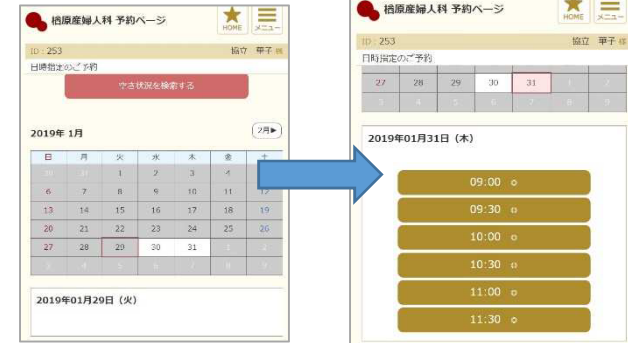 楢原産婦人科 予約ページ
HOME メニュー
ID：253 協立 華子 様
日時指定のご予約
空き状況を検索する
2019年 1月 2月▶
日 月 火 水 木 金 土
30 31 1 2 3 4
6 7 8 9 10 11 12
13 14 15 16 17 18 19
20 21 22 23 24 25 26
27 28 29 30 31 1 2
3 4 5 6 7 8 9
2019年01月29日（火）
楢原産婦人科 予約ページ
HOME メニュー
ID：253 協立 華子 様
日時指定のご予約
27 28 29 30 31 1 2
3 4 5 6 7 8 9
2019年01月31日（木）
09:00 ○
09:30 ○
10:00 ○
10:30 ○
11:00 ○
11:30 ○